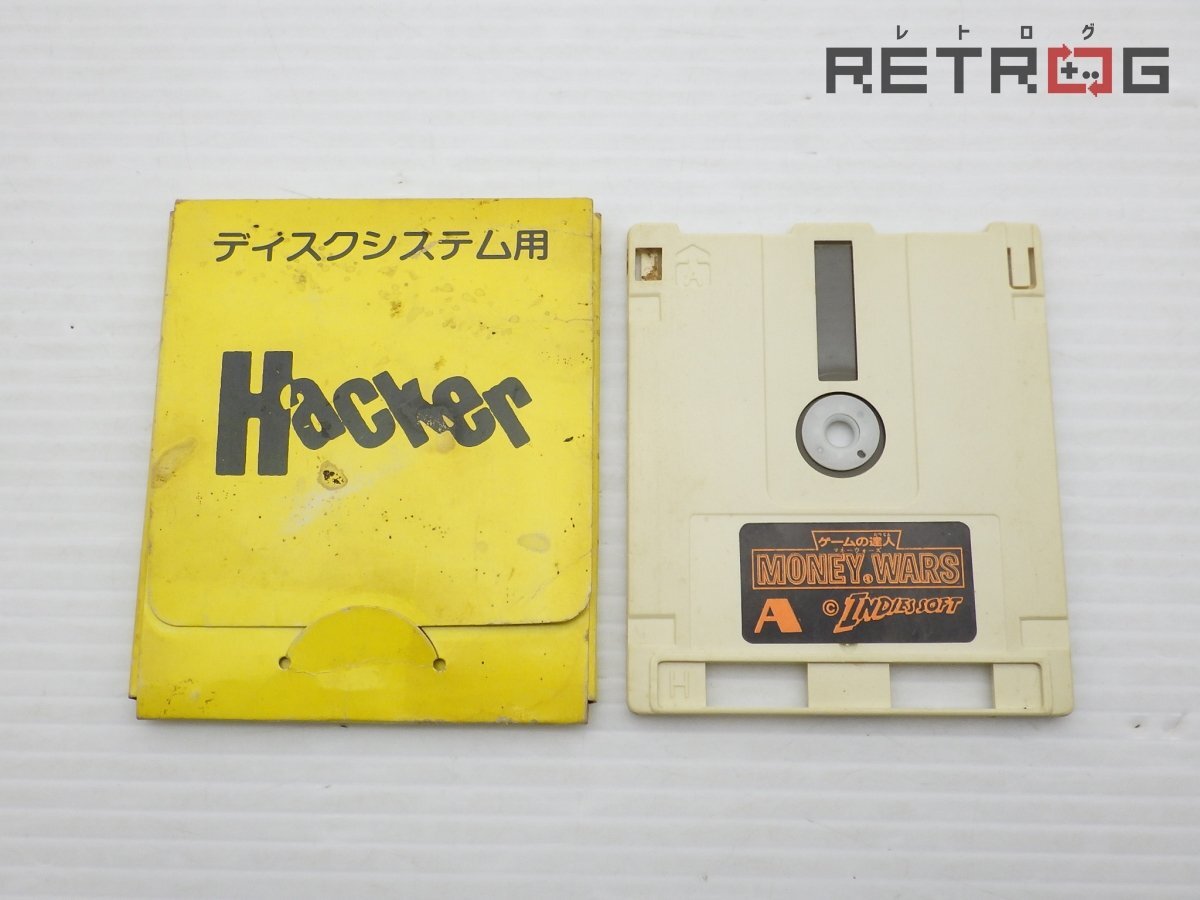 レトログ
RETROG
ディスクシステム用
Hacker
ゲームの達人
マネーウォーズ
MONEY WARS
A © INDIES SOFT
H